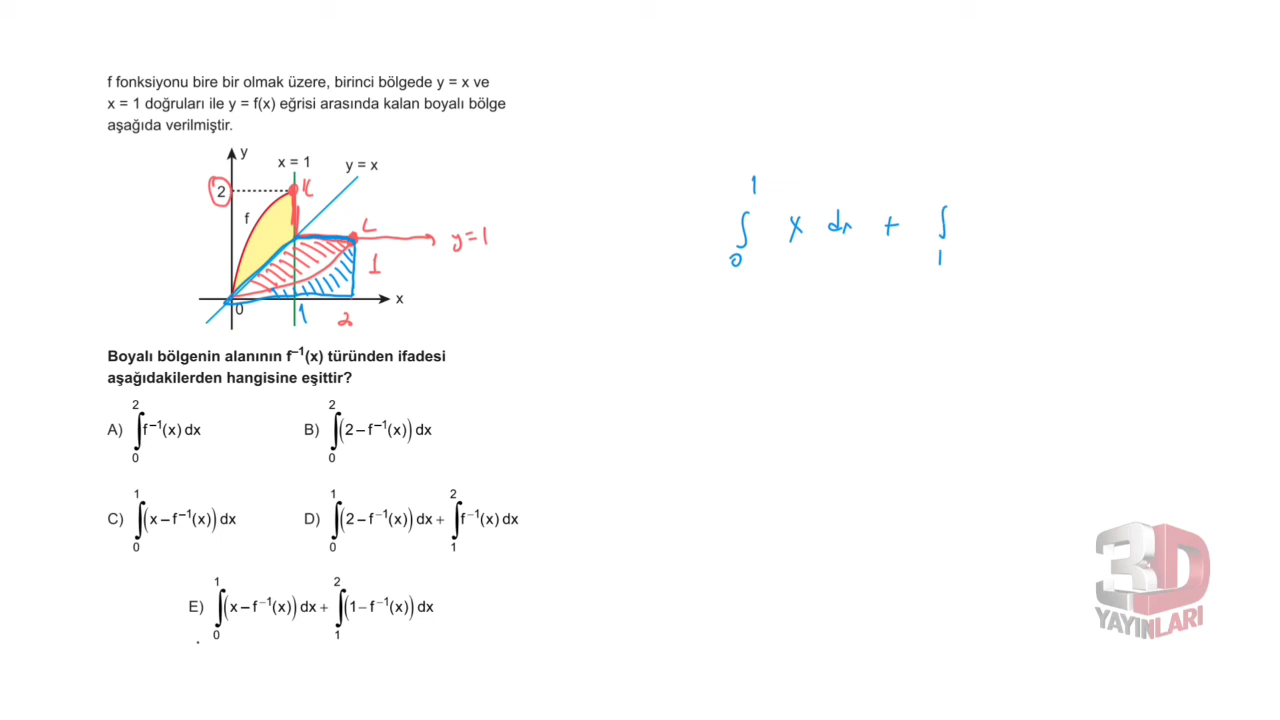 f fonksiyonu bire bir olmak üzere, birinci bölgede y = x ve
x = 1 doğruları ile y = f(x) eğrisi arasında kalan boyalı bölge
aşağıda verilmiştir.
y
x = 1
y = x
2
K
f
L
y=1
1
x
0
1
2
1
∫ x dx + ∫
0 1
Boyalı bölgenin alanının f⁻¹(x) türünden ifadesi
aşağıdakilerden hangisine eşittir?
A) ∫₀² f⁻¹(x) dx B) ∫₀² (2 – f⁻¹(x)) dx
C) ∫₀¹ (x – f⁻¹(x)) dx D) ∫₀¹ (2 – f⁻¹(x)) dx + ∫₁² f⁻¹(x) dx
E) ∫₀¹ (x – f⁻¹(x)) dx + ∫₁² (1 – f⁻¹(x)) dx
3D
YAYINLARI